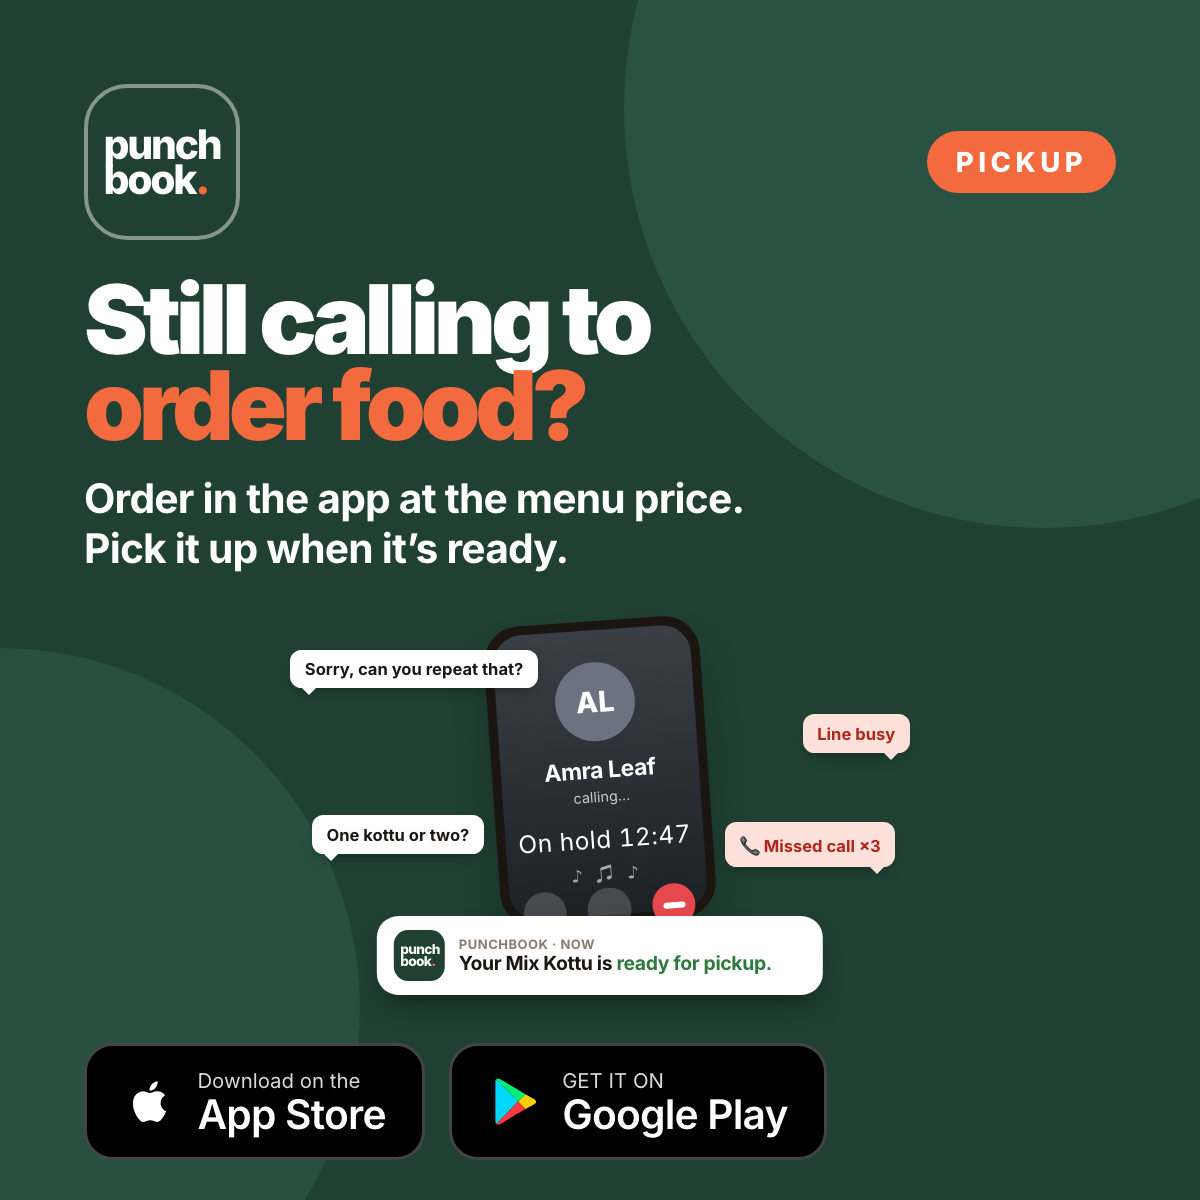 punch
book.
PICKUP
Still calling to
order food?
Order in the app at the menu price.
Pick it up when it’s ready.
Sorry, can you repeat that?
AL
Line busy
Amra Leaf
calling...
One kottu or two?
On hold 12:47
Missed call ×3
punch
book.
PUNCHBOOK · NOW
Your Mix Kottu is ready for pickup.
Download on the
App Store
GET IT ON
Google Play